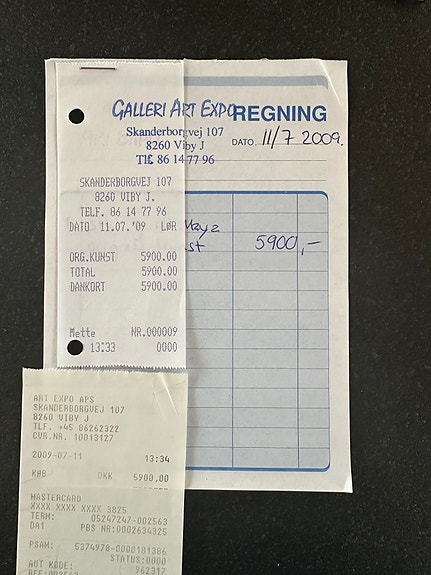 GALLERI ART EXPO
REGNING
Skanderborgvej 107
8260 Viby J
Tlf. 86 14 77 96
DATO. 11/7 2009.
SKANDERBORGVEJ 107
8260 VIBY J.
TELF. 86 14 77 96
DATO 11.07.'09 LØR
5900,-
ORG.KUNST 5900.00
TOTAL 5900.00
DANKORT 5900.00
Mette NR.000009
13:33 0000
ART EXPO APS
SKANDERBORGVEJ 107
8260 VIBY J
TLF. +45 86262322
CVR.NR. 10013127
2009-07-11 13:34
KØB DKK 5900,00
MASTERCARD
XXXX XXXX XXXX 3825
TERM: 05247247-002563
DA1 PBS NR:0002634325
PSAM: 5374978-0000181386
STATUS:0000
AUT KODE: 962317